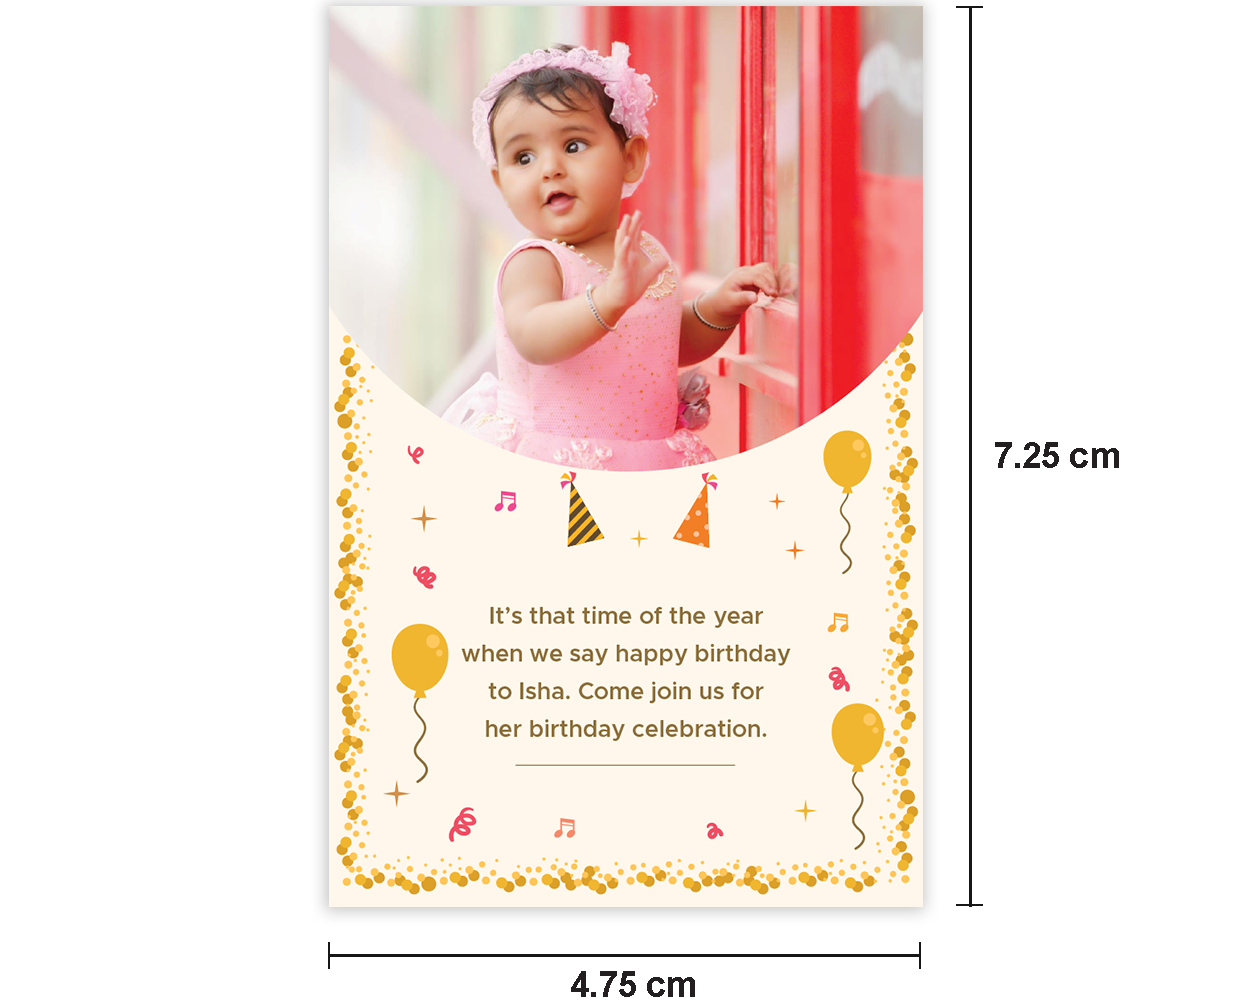 It's that time of the year
when we say happy birthday
to Isha. Come join us for
her birthday celebration.
7.25 cm
4.75 cm